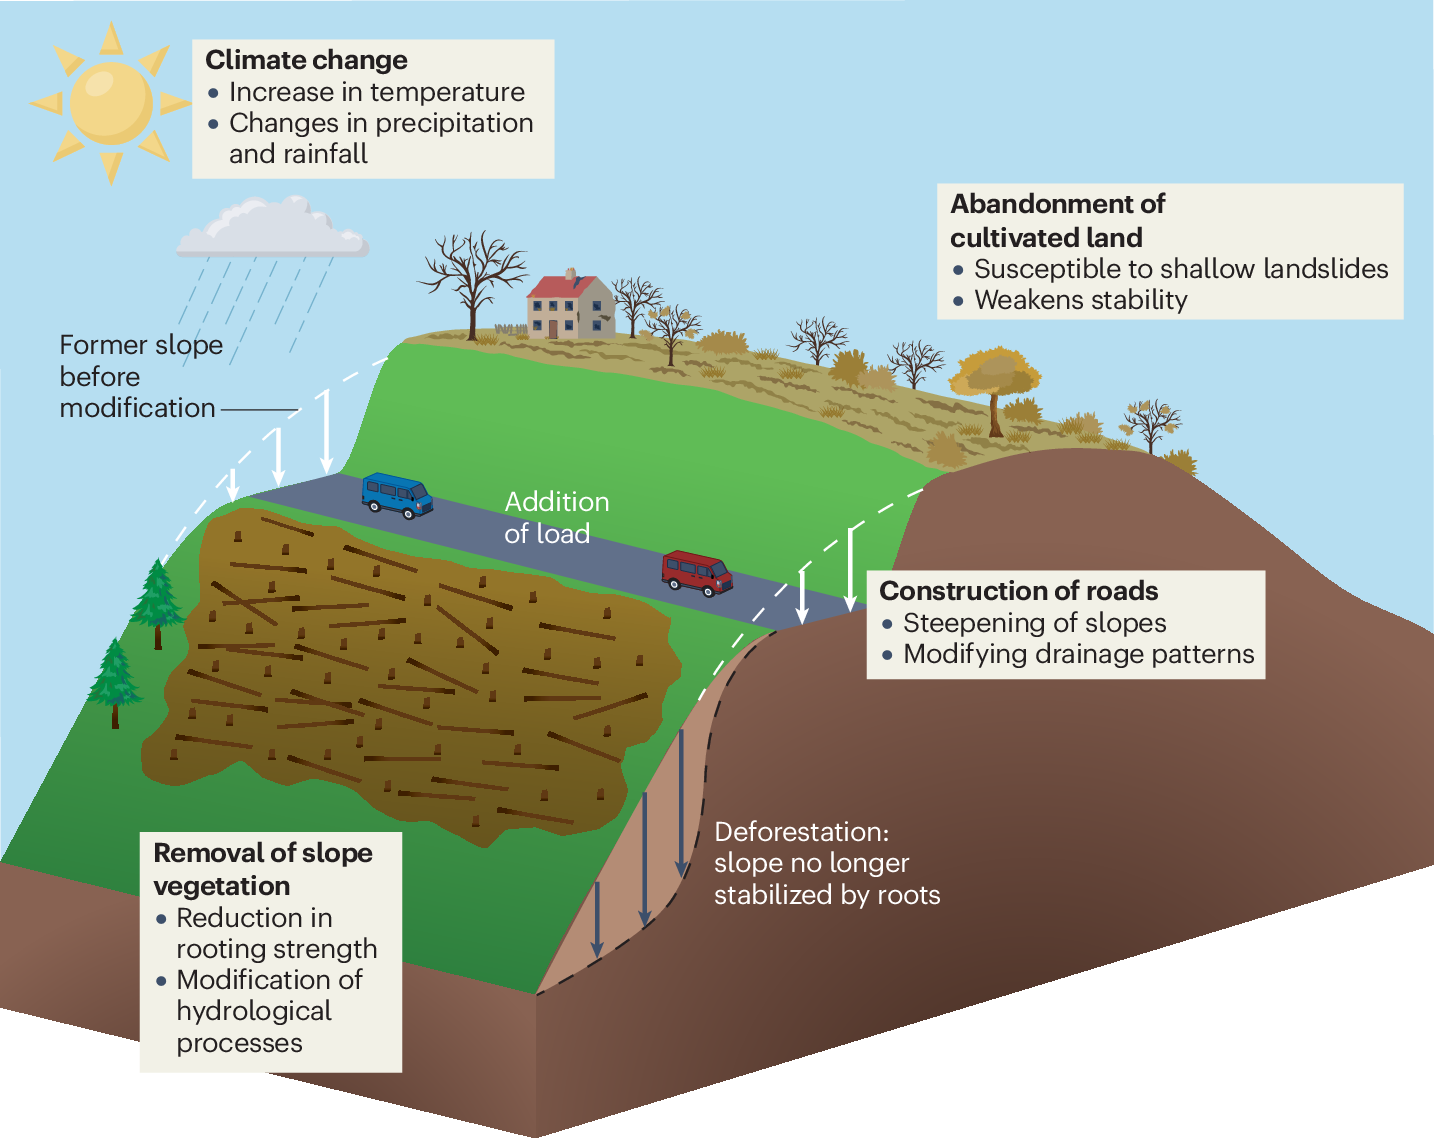 Climate change
• Increase in temperature
• Changes in precipitation
and rainfall
Abandonment of
cultivated land
• Susceptible to shallow landslides
• Weakens stability
Former slope
before
modification
Addition
of load
Construction of roads
• Steepening of slopes
• Modifying drainage patterns
Deforestation:
slope no longer
stabilized by roots
Removal of slope
vegetation
• Reduction in
rooting strength
• Modification of
hydrological
processes